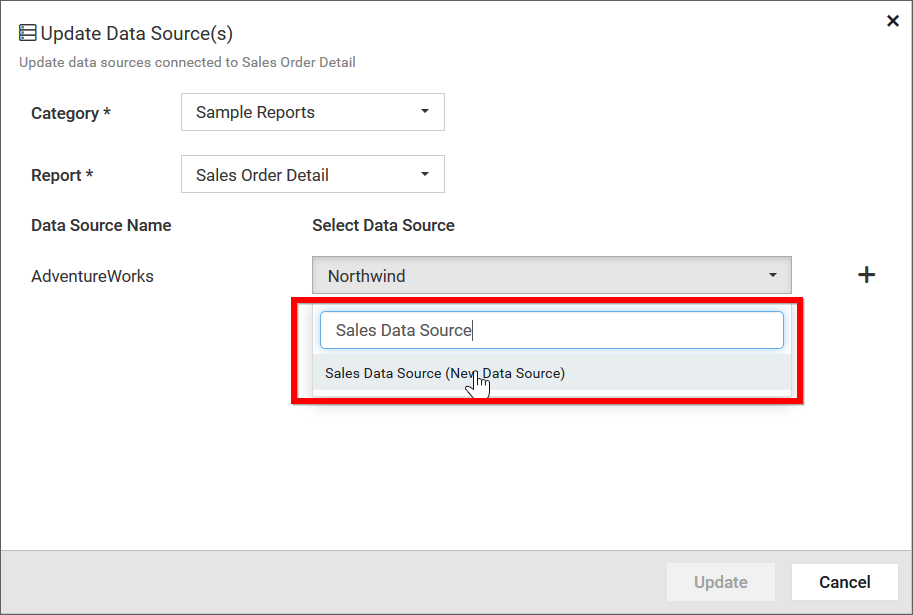 Update Data Source(s)
Update data sources connected to Sales Order Detail
Category *
Sample Reports
Report *
Sales Order Detail
Data Source Name
Select Data Source
AdventureWorks
Northwind
Sales Data Source
Sales Data Source (New Data Source)
Update
Cancel